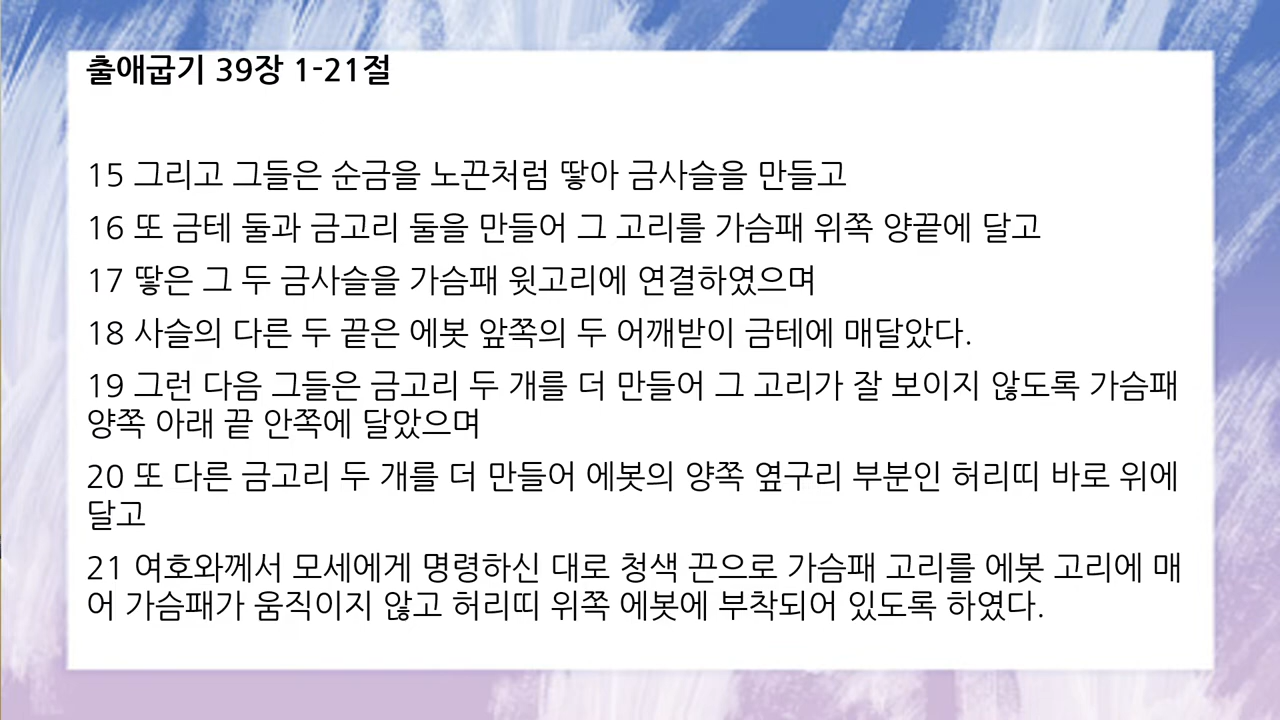 출애굽기 39장 1-21절
15 그리고 그들은 순금을 노끈처럼 땋아 금사슬을 만들고
16 또 금테 둘과 금고리 둘을 만들어 그 고리를 가슴패 위쪽 양끝에 달고
17 땋은 그 두 금사슬을 가슴패 윗고리에 연결하였으며
18 사슬의 다른 두 끝은 에봇 앞쪽의 두 어깨받이 금테에 매달았다.
19 그런 다음 그들은 금고리 두 개를 더 만들어 그 고리가 잘 보이지 않도록 가슴패
양쪽 아래 끝 안쪽에 달았으며
20 또 다른 금고리 두 개를 더 만들어 에봇의 양쪽 옆구리 부분인 허리띠 바로 위에
달고
21 여호와께서 모세에게 명령하신 대로 청색 끈으로 가슴패 고리를 에봇 고리에 매
어 가슴패가 움직이지 않고 허리띠 위쪽 에봇에 부착되어 있도록 하였다.